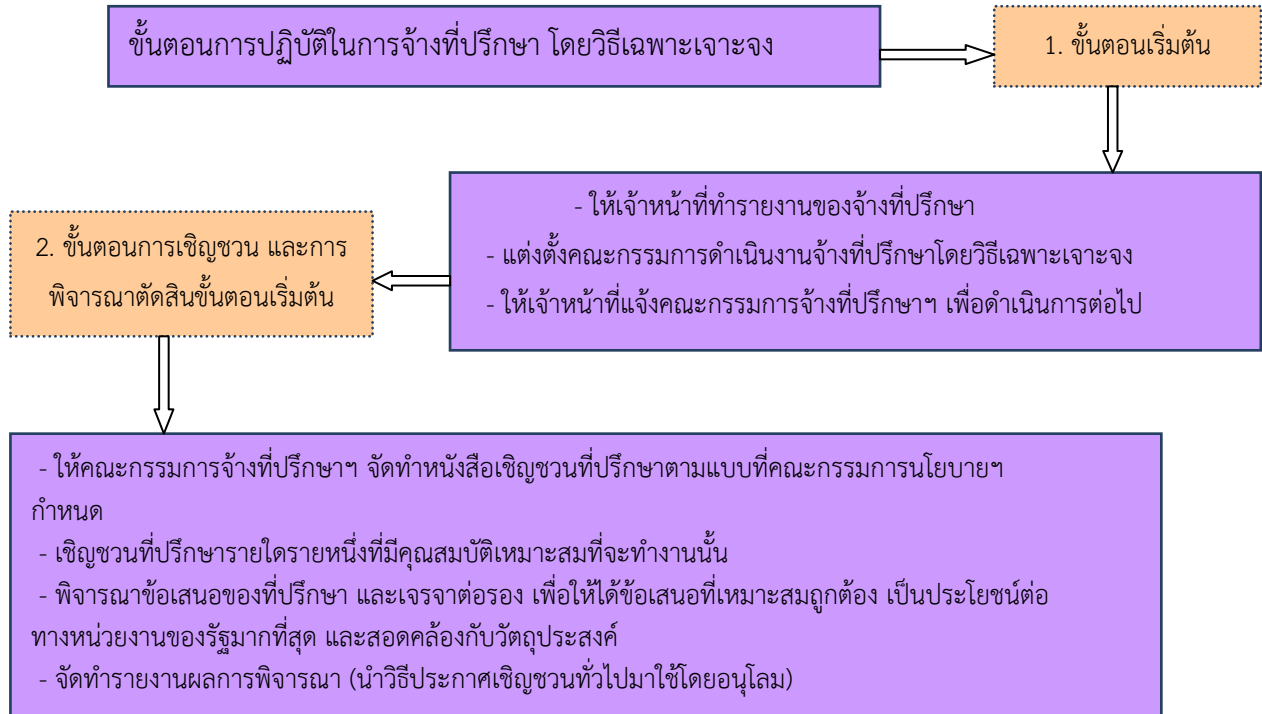 ขั้นตอนการปฏิบัติในการจ้างที่ปรึกษา โดยวิธีเฉพาะเจาะจง
1. ขั้นตอนเริ่มต้น
- ให้เจ้าหน้าที่ทำรายงานของจ้างที่ปรึกษา
- แต่งตั้งคณะกรรมการดำเนินงานจ้างที่ปรึกษาโดยวิธีเฉพาะเจาะจง
- ให้เจ้าหน้าที่แจ้งคณะกรรมการจ้างที่ปรึกษาฯ เพื่อดำเนินการต่อไป
2. ขั้นตอนการเชิญชวน และการ
พิจารณาตัดสินขั้นตอนเริ่มต้น
- ให้คณะกรรมการจ้างที่ปรึกษาฯ จัดทำหนังสือเชิญชวนที่ปรึกษาตามแบบที่คณะกรรมการนโยบายฯ
กำหนด
- เชิญชวนที่ปรึกษารายใดรายหนึ่งที่มีคุณสมบัติเหมาะสมที่จะทำงานนั้น
- พิจารณาข้อเสนอของที่ปรึกษา และเจรจาต่อรอง เพื่อให้ได้ข้อเสนอที่เหมาะสมถูกต้อง เป็นประโยชน์ต่อ
ทางหน่วยงานของรัฐมากที่สุด และสอดคล้องกับวัตถุประสงค์
- จัดทำรายงานผลการพิจารณา (นำวิธีประกาศเชิญชวนทั่วไปมาใช้โดยอนุโลม)